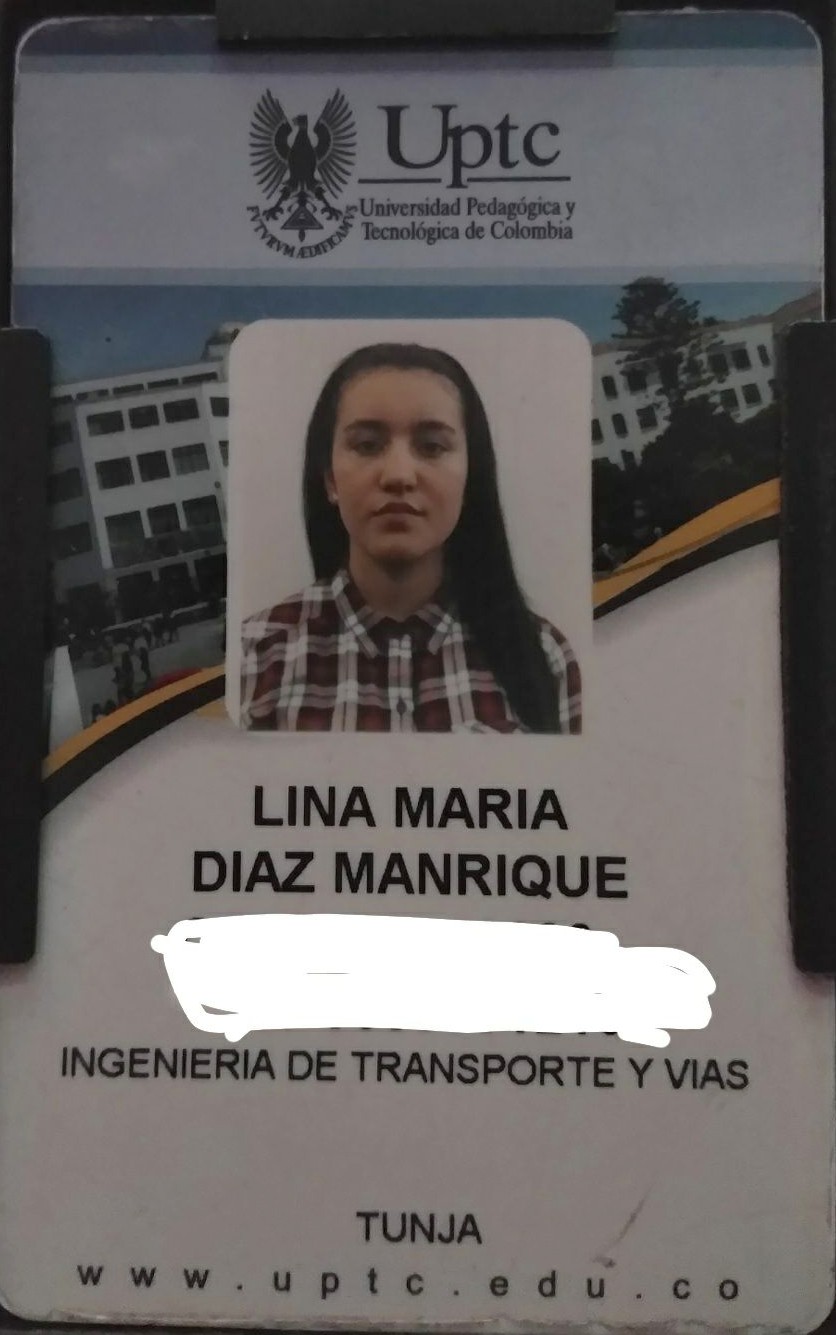 Uptc
Universidad Pedagógica y
Tecnológica de Colombia
FVTVRVM ÆDIFICAMVS
LINA MARIA
DIAZ MANRIQUE
INGENIERIA DE TRANSPORTE Y VIAS
TUNJA
www.uptc.edu.co